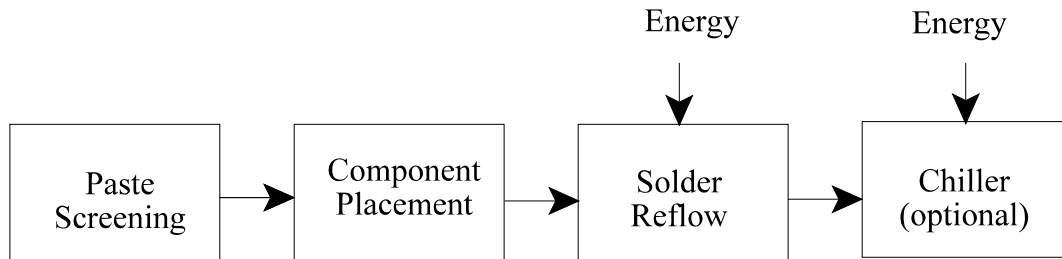 Energy
Energy
Paste
Screening
Component
Placement
Solder
Reflow
Chiller
(optional)